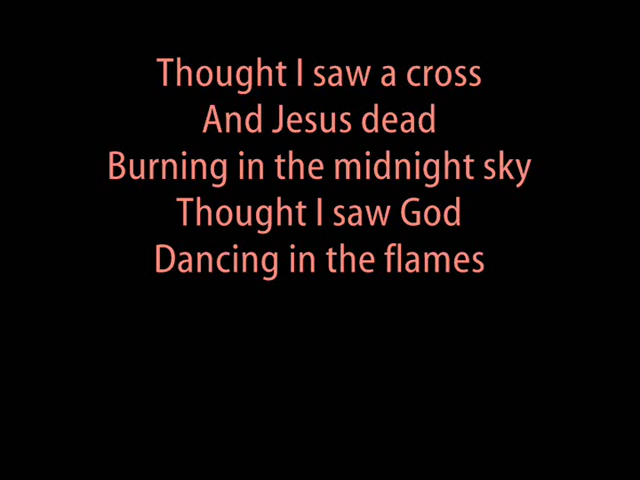 Thought I saw a cross
And Jesus dead
Burning in the midnight sky
Thought I saw God
Dancing in the flames